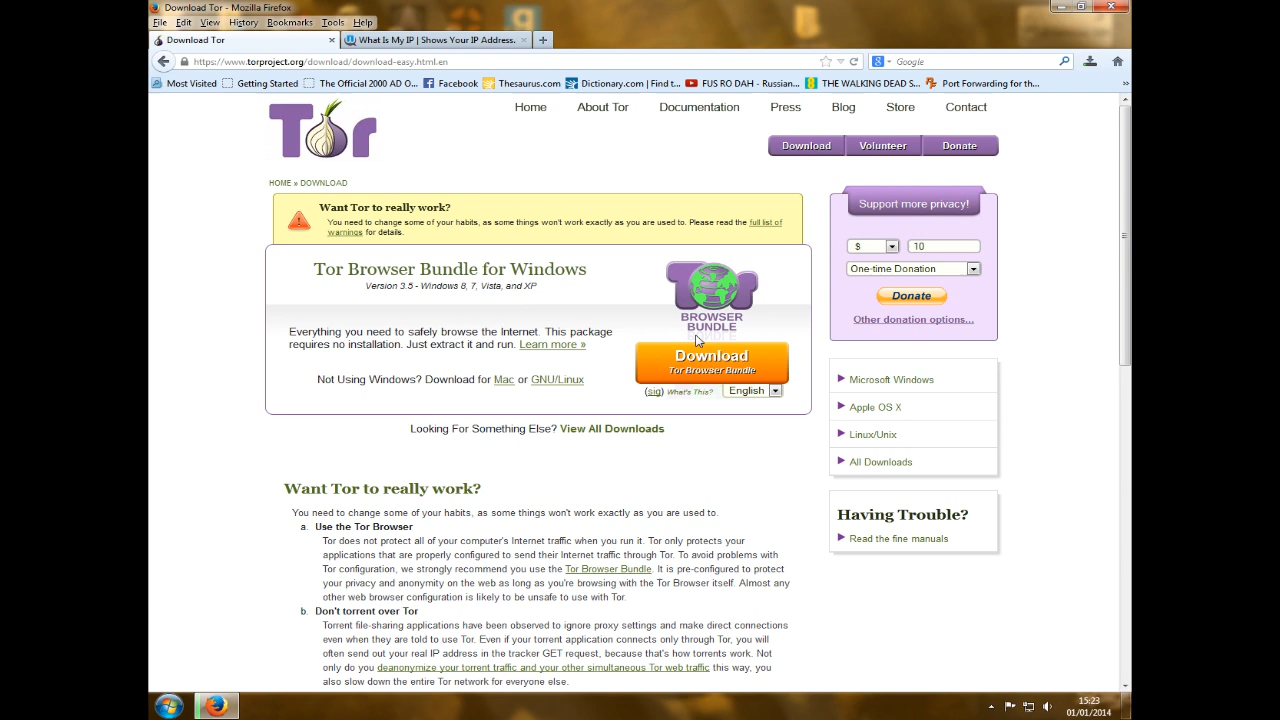 Download Tor - Mozilla Firefox
File Edit View History Bookmarks Tools Help
Download Tor × What Is My IP | Shows Your IP Address. × +
https://www.torproject.org/download/download-easy.html.en Google
Most Visited Getting Started The Official 2000 AD O... Facebook Thesaurus.com Dictionary.com | Find t... FUS RO DAH - Russian... THE WALKING DEAD S... Port Forwarding for th...
Tor
Home About Tor Documentation Press Blog Store Contact
Download Volunteer Donate
HOME » DOWNLOAD
Want Tor to really work?
You need to change some of your habits, as some things won't work exactly as you are used to. Please read the full list of
warnings for details.
Support more privacy!
$ 10
One-time Donation
Donate
Other donation options...
Tor Browser Bundle for Windows
Version 3.5 - Windows 8, 7, Vista, and XP
Everything you need to safely browse the Internet. This package
requires no installation. Just extract it and run. Learn more »
Not Using Windows? Download for Mac or GNU/Linux
Tor
BROWSER
BUNDLE
Download
Tor Browser Bundle
(sig) What's This? English
Looking For Something Else? View All Downloads
Microsoft Windows
Apple OS X
Linux/Unix
All Downloads
Having Trouble?
Read the fine manuals
Want Tor to really work?
You need to change some of your habits, as some things won't work exactly as you are used to.
a. Use the Tor Browser
Tor does not protect all of your computer's Internet traffic when you run it. Tor only protects your
applications that are properly configured to send their Internet traffic through Tor. To avoid problems with
Tor configuration, we strongly recommend you use the Tor Browser Bundle. It is pre-configured to protect
your privacy and anonymity on the web as long as you're browsing with the Tor Browser itself. Almost any
other web browser configuration is likely to be unsafe to use with Tor.
b. Don't torrent over Tor
Torrent file-sharing applications have been observed to ignore proxy settings and make direct connections
even when they are told to use Tor. Even if your torrent application connects only through Tor, you will
often send out your real IP address in the tracker GET request, because that's how torrents work. Not
only do you deanonymize your torrent traffic and your other simultaneous Tor web traffic this way, you
also slow down the entire Tor network for everyone else.
15:23
01/01/2014